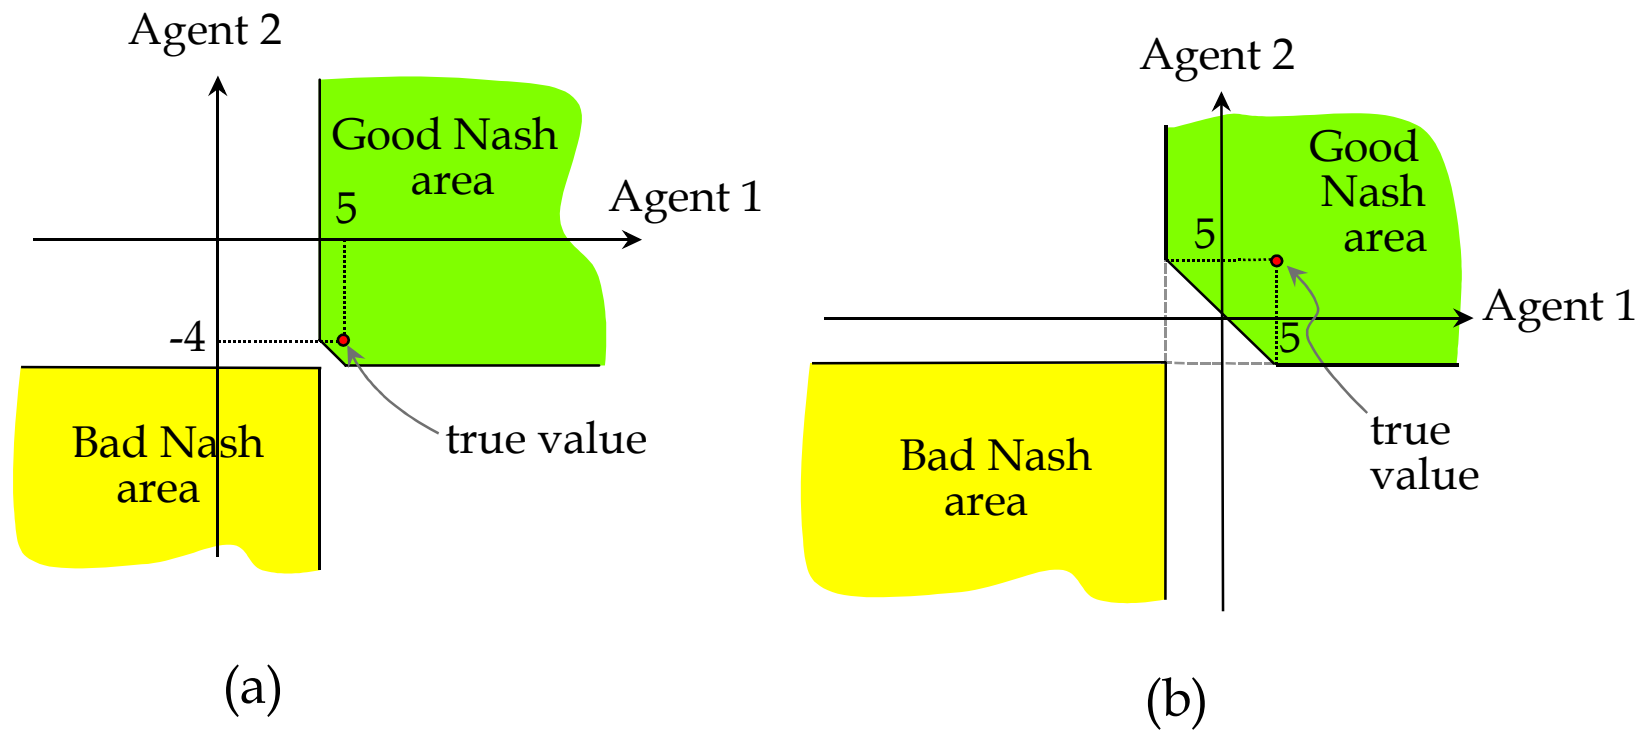 Agent 2
Good Nash
area
5
Agent 1
-4
Bad Nash
area
true value
(a)
Agent 2
Good
Nash
area
5
Agent 1
5
true
value
Bad Nash
area
(b)